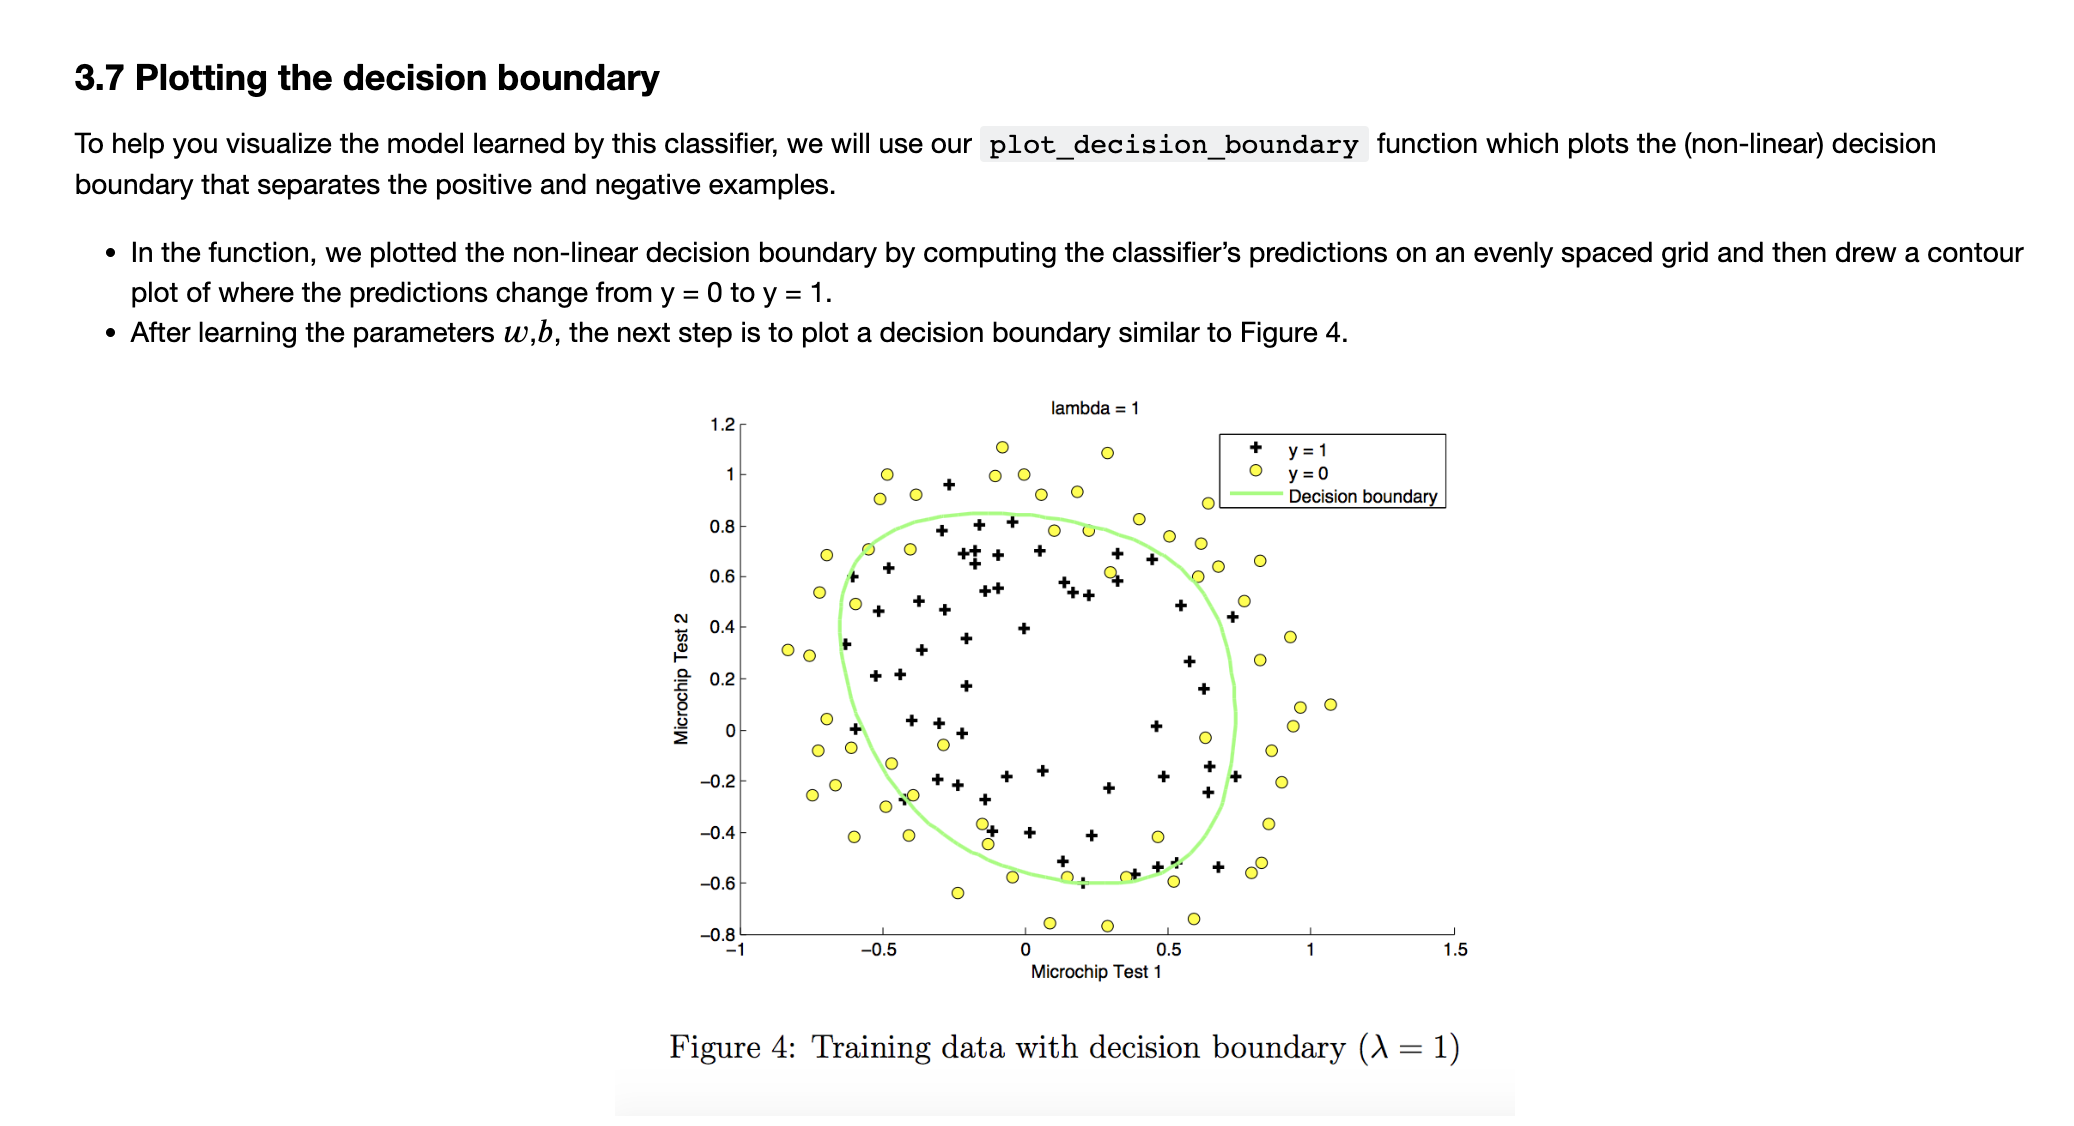 3.7 Plotting the decision boundary
To help you visualize the model learned by this classifier, we will use our plot_decision_boundary function which plots the (non-linear) decision
boundary that separates the positive and negative examples.
• In the function, we plotted the non-linear decision boundary by computing the classifier’s predictions on an evenly spaced grid and then drew a contour
plot of where the predictions change from y = 0 to y = 1.
• After learning the parameters w,b, the next step is to plot a decision boundary similar to Figure 4.
lambda = 1
y = 1
y = 0
Decision boundary
1.2
1
0.8
0.6
0.4
0.2
0
−0.2
−0.4
−0.6
−0.8
Microchip Test 2
−1
−0.5
0
0.5
1
1.5
Microchip Test 1
Figure 4: Training data with decision boundary (λ = 1)